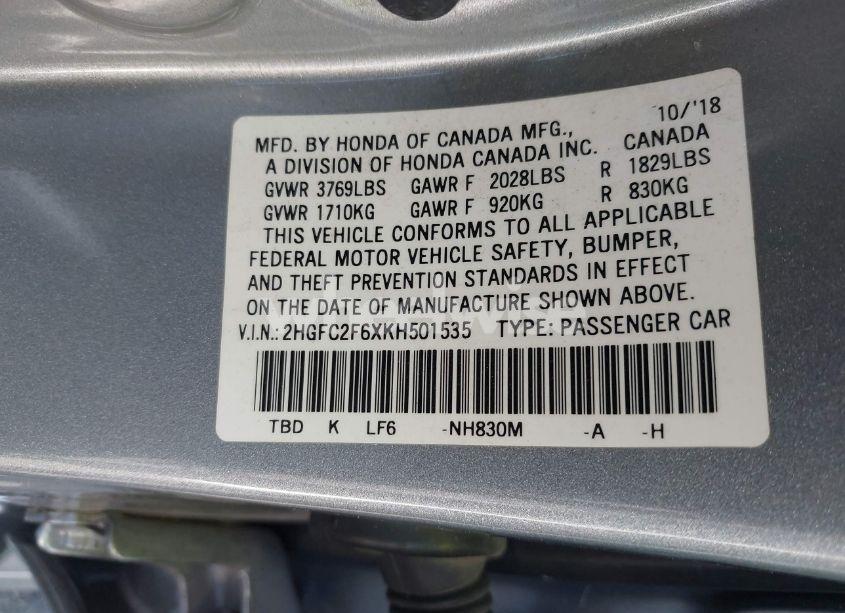 10/'18
MFD. BY HONDA OF CANADA MFG., CANADA
A DIVISION OF HONDA CANADA INC.
GVWR 3769LBS GAWR F 2028LBS R 1829LBS
GVWR 1710KG GAWR F 920KG R 830KG
THIS VEHICLE CONFORMS TO ALL APPLICABLE
FEDERAL MOTOR VEHICLE SAFETY, BUMPER,
AND THEFT PREVENTION STANDARDS IN EFFECT
ON THE DATE OF MANUFACTURE SHOWN ABOVE.
V.I.N.: 2HGFC2F6XKH501535 TYPE: PASSENGER CAR
TBD K LF6 -NH830M -A -H